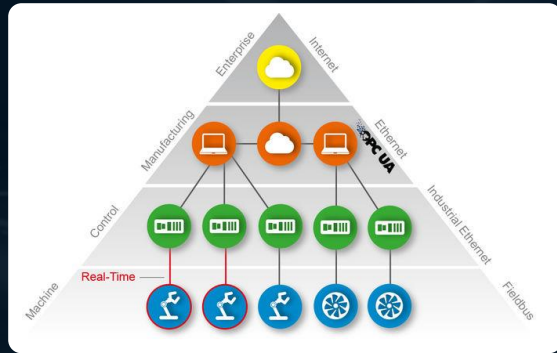 Enterprise
Internet
Manufacturing
Ethernet
OPC UA
Control
Industrial Ethernet
Real-Time
Machine
Fieldbus